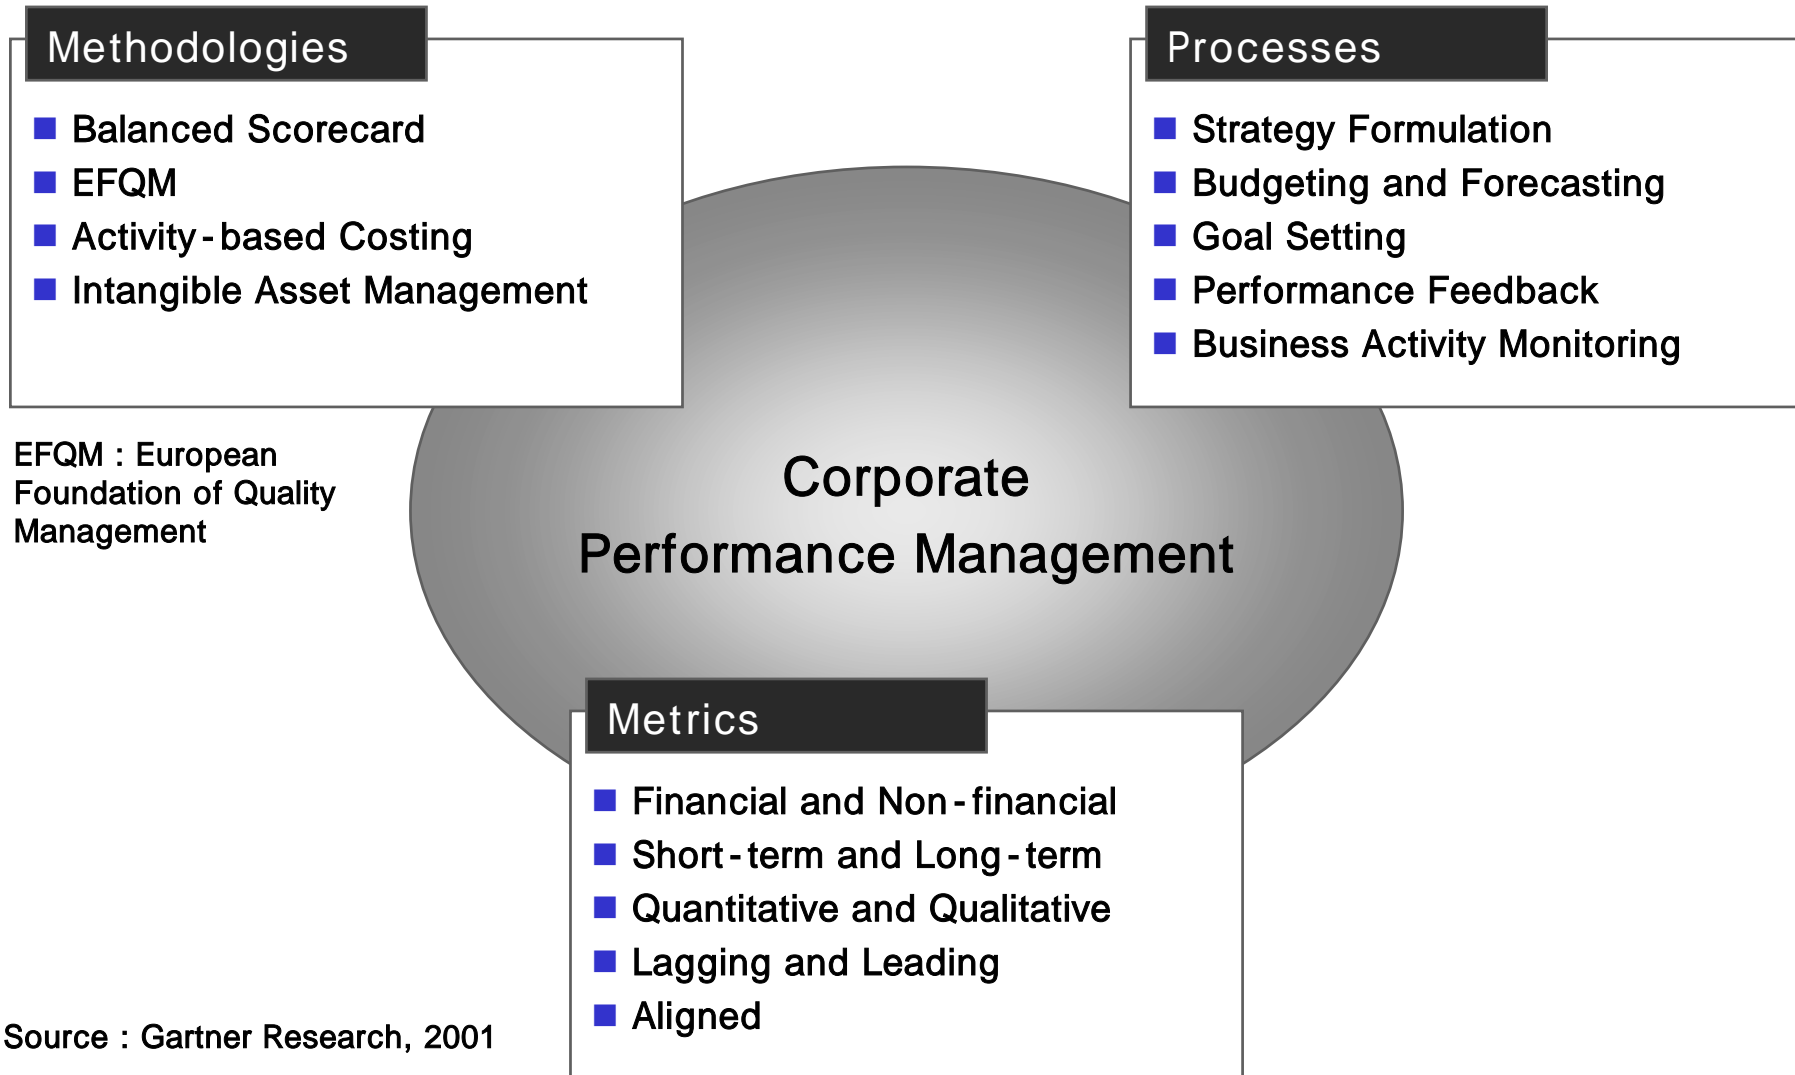 Methodologies
Balanced Scorecard
EFQM
Activity-based Costing
Intangible Asset Management
EFQM : European
Foundation of Quality
Management
Processes
Strategy Formulation
Budgeting and Forecasting
Goal Setting
Performance Feedback
Business Activity Monitoring
Corporate
Performance Management
Metrics
Financial and Non-financial
Short-term and Long-term
Quantitative and Qualitative
Lagging and Leading
Aligned
Source : Gartner Research, 2001